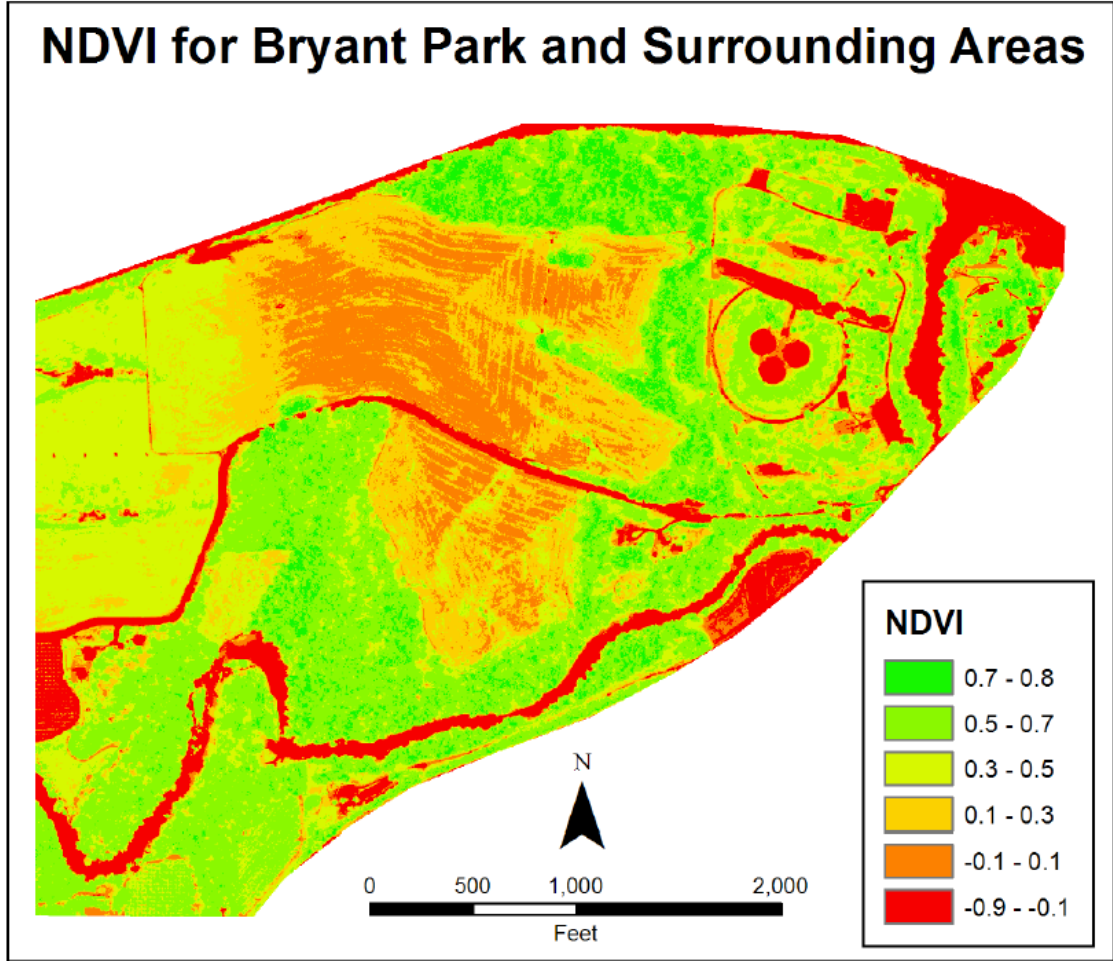 NDVI for Bryant Park and Surrounding Areas
NDVI
0.7 - 0.8
0.5 - 0.7
0.3 - 0.5
0.1 - 0.3
-0.1 - 0.1
-0.9 - -0.1
N
0 500 1,000 2,000
Feet